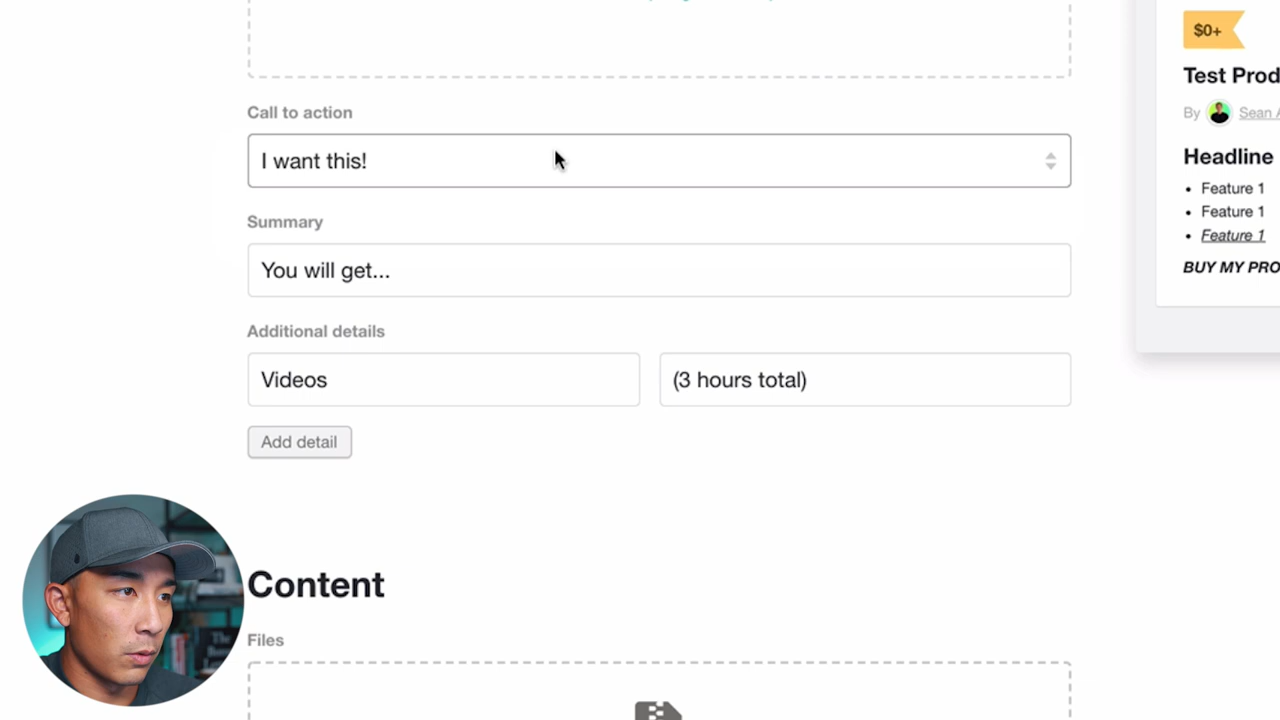 Call to action
I want this!
Summary
You will get...
Additional details
Videos
(3 hours total)
Add detail
Content
Files
$0+
Test Prod
By Sean A
Headline
Feature 1
Feature 1
Feature 1
BUY MY PRO